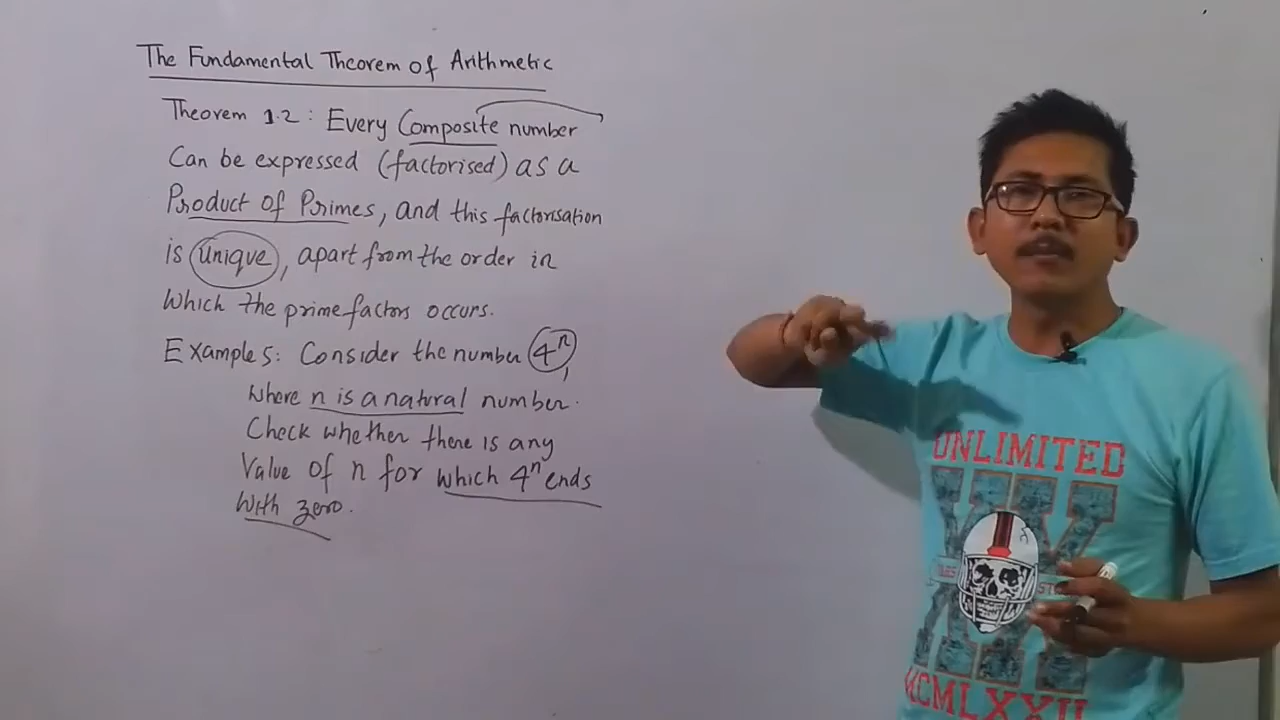 The Fundamental Theorem of Arithmetic
Theorem 1.2 : Every Composite number
Can be expressed (factorised) as a
Product of Primes, and this factorisation
is unique, apart from the order in
which the prime factors occurs.
Example 5: Consider the number 4ⁿ,
where n is a natural number.
Check whether there is any
Value of n for which 4ⁿ ends
with zero.
UNLIMITED
XX
MCMLXXII